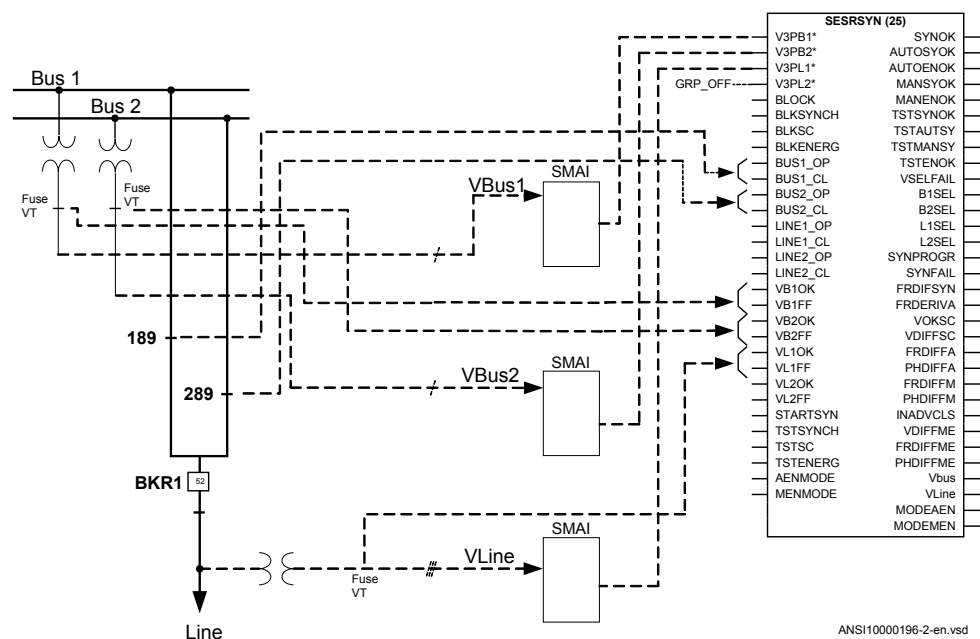 SESRSYN (25)
V3PB1* SYNOK
V3PB2* AUTOSYOK
V3PL1* AUTOENOK
GRP_OFF V3PL2* MANSYOK
BLOCK MANENOK
BLKSYNCH TSTSYNOK
BLKSC TSTAUTSY
BLKENERG TSTMANSY
BUS1_OP TSTENOK
BUS1_CL VSELFAIL
BUS2_OP B1SEL
BUS2_CL B2SEL
LINE1_OP L1SEL
LINE1_CL L2SEL
LINE2_OP SYNPROGR
LINE2_CL SYNFAIL
VB1OK FRDIFSYN
VB1FF FRDERIVA
VB2OK VOKSC
VB2FF VDIFFSC
VL1OK FRDIFFA
VL1FF PHDIFFA
VL2OK FRDIFFM
VL2FF PHDIFFM
STARTSYN INADVCLS
TSTSYNCH VDIFFME
TSTSC FRDIFFME
TSTENERG PHDIFFME
AENMODE Vbus
MENMODE VLine
MODEAEN
MODEMEN
Bus 1
Bus 2
Fuse
VT
Fuse
VT
VBus1
SMAI
189
289
VBus2
SMAI
BKR1
52
VLine
SMAI
Fuse
VT
Line
ANSI10000196-2-en.vsd